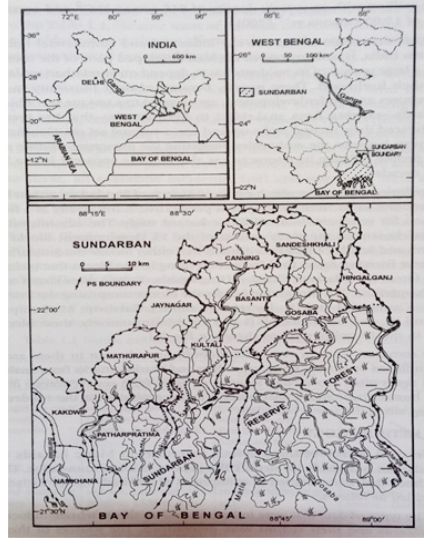 72°E 80° 88° 96°
36°
INDIA
0 600 km
28°
DELHI
Ganga
20°
WEST
BENGAL
ARABIAN SEA
12°N
BAY OF BENGAL
88°
WEST BENGAL
0 50 100 km
26°
SUNDARBAN
Ganga
24°
SUNDARBAN
BOUNDARY
22°N
BAY OF BENGAL
88°15'E 88°30'
SUNDARBAN
0 5 10 km
PS BOUNDARY
CANNING
SANDESHKHALI
HINGALGANJ
BASANTI
GOSABA
JAYNAGAR
22°00'
KULTALI
MATHURAPUR
FOREST
KAKDWIP
RESERVE
PATHARPRATIMA
SUNDARBAN
NAMKHANA
Matla
Gosaba
21°30'N
BAY OF BENGAL
88°45' 89°00'